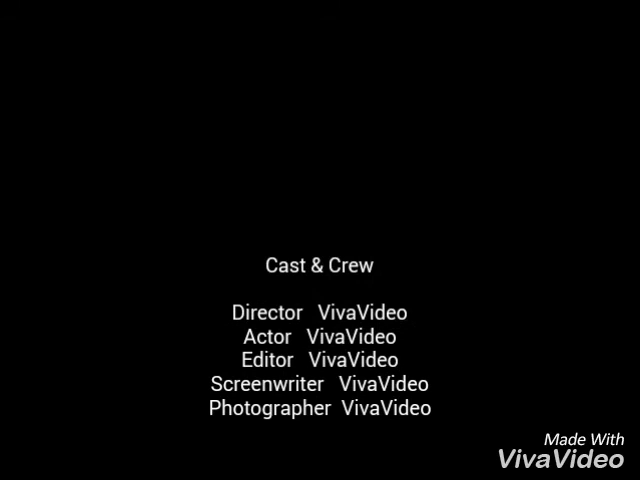 Cast & Crew
Director VivaVideo
Actor VivaVideo
Editor VivaVideo
Screenwriter VivaVideo
Photographer VivaVideo
Made With
VivaVideo